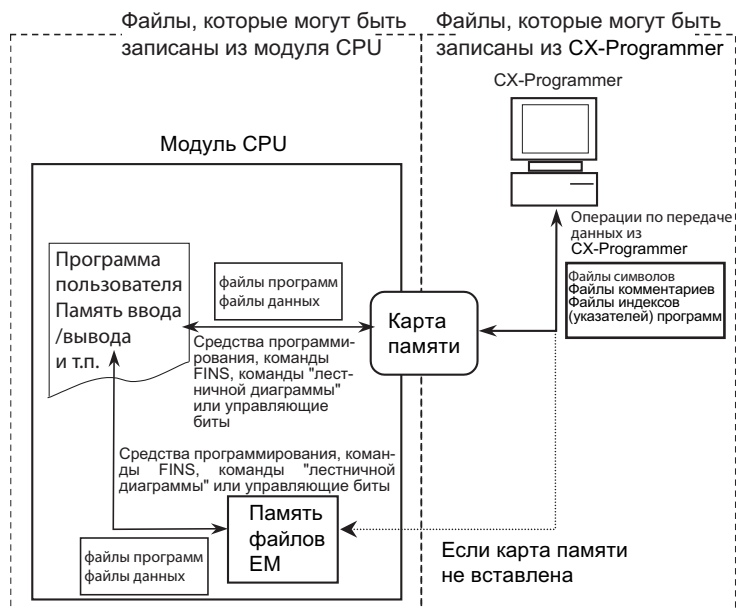 Файлы, которые могут быть
записаны из модуля CPU
Файлы, которые могут быть
записаны из CX-Programmer
CX-Programmer
Модуль CPU
Операции по передаче
данных из
CX-Programmer
Файлы символов
Файлы комментариев
Файлы индексов
(указателей) программ
Программа
пользователя
Память ввода
/вывода
и т.п.
файлы программ
файлы данных
Карта
памяти
Средства программи-
рования, команды
FINS, команды "лест-
ничной диаграммы"
или управляющие
биты
Средства программирования, коман-
ды FINS, команды "лестничной
диаграммы" или управляющие биты
Память
файлов
EM
файлы программ
файлы данных
Если карта памяти
не вставлена